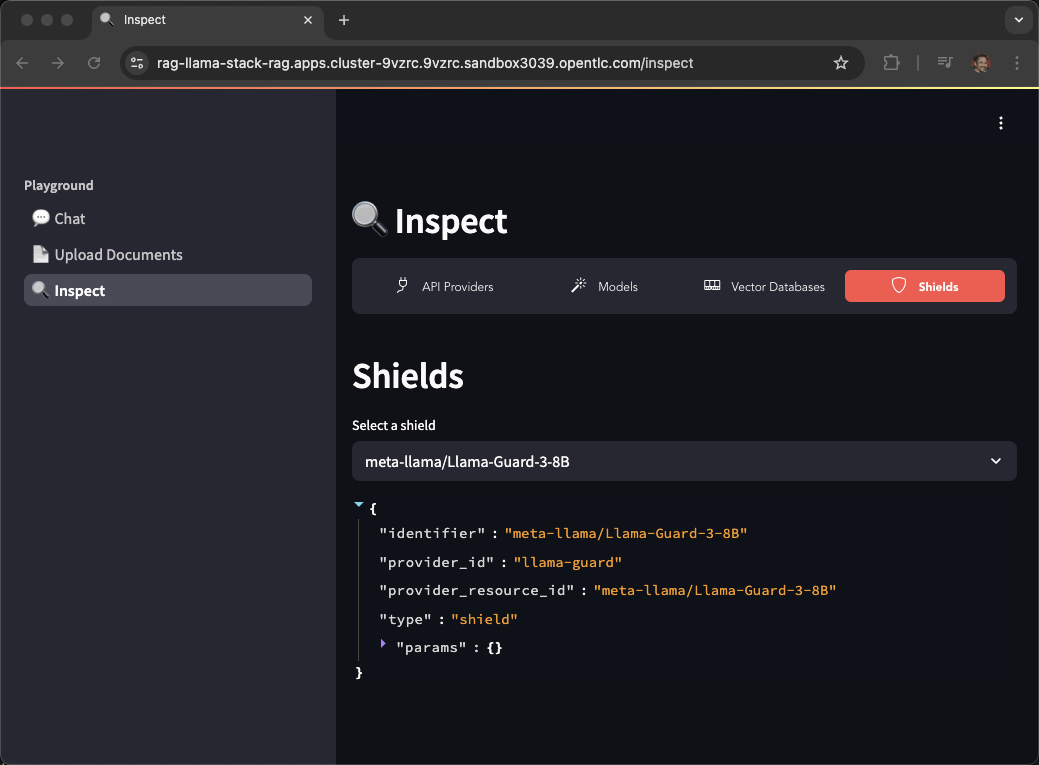 Inspect
rag-llama-stack-rag.apps.cluster-9vzrc.9vzrc.sandbox3039.opentlc.com/inspect
Playground
Chat
Upload Documents
Inspect
Inspect
API Providers Models Vector Databases Shields
Shields
Select a shield
meta-llama/Llama-Guard-3-8B
{
"identifier" : "meta-llama/Llama-Guard-3-8B"
"provider_id" : "llama-guard"
"provider_resource_id" : "meta-llama/Llama-Guard-3-8B"
"type" : "shield"
"params" : {}
}